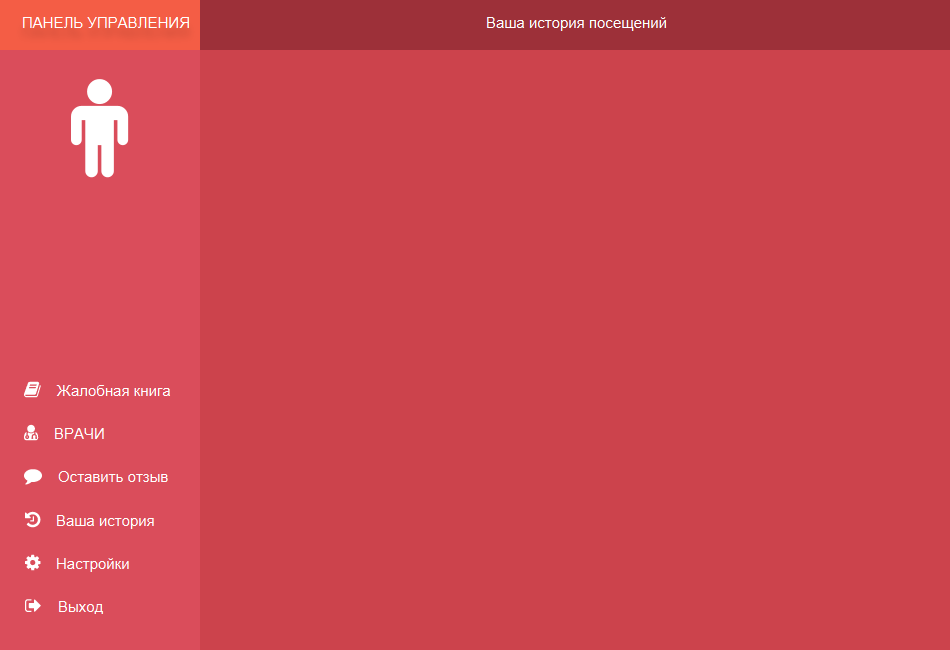 ПАНЕЛЬ УПРАВЛЕНИЯ
Ваша история посещений
Жалобная книга
ВРАЧИ
Оставить отзыв
Ваша история
Настройки
Выход